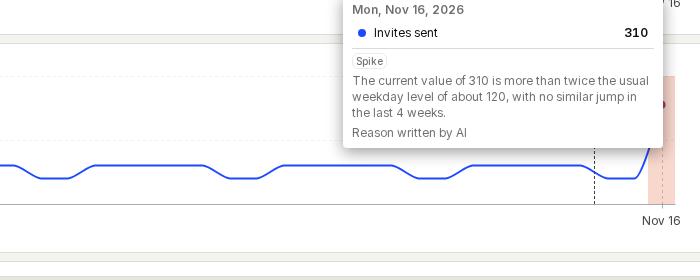 16
Mon, Nov 16, 2026
Invites sent 310
Spike
The current value of 310 is more than twice the usual
weekday level of about 120, with no similar jump in
the last 4 weeks.
Reason written by AI
Nov 16